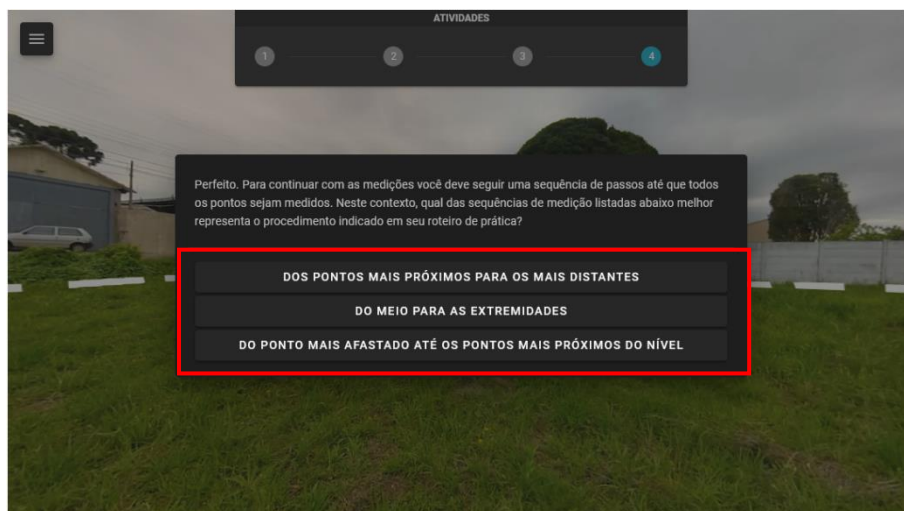 ATIVIDADES
1 2 3 4
Perfeito. Para continuar com as medições você deve seguir uma sequência de passos até que todos
os pontos sejam medidos. Neste contexto, qual das sequências de medição listadas abaixo melhor
representa o procedimento indicado em seu roteiro de prática?
DOS PONTOS MAIS PRÓXIMOS PARA OS MAIS DISTANTES
DO MEIO PARA AS EXTREMIDADES
DO PONTO MAIS AFASTADO ATÉ OS PONTOS MAIS PRÓXIMOS DO NÍVEL